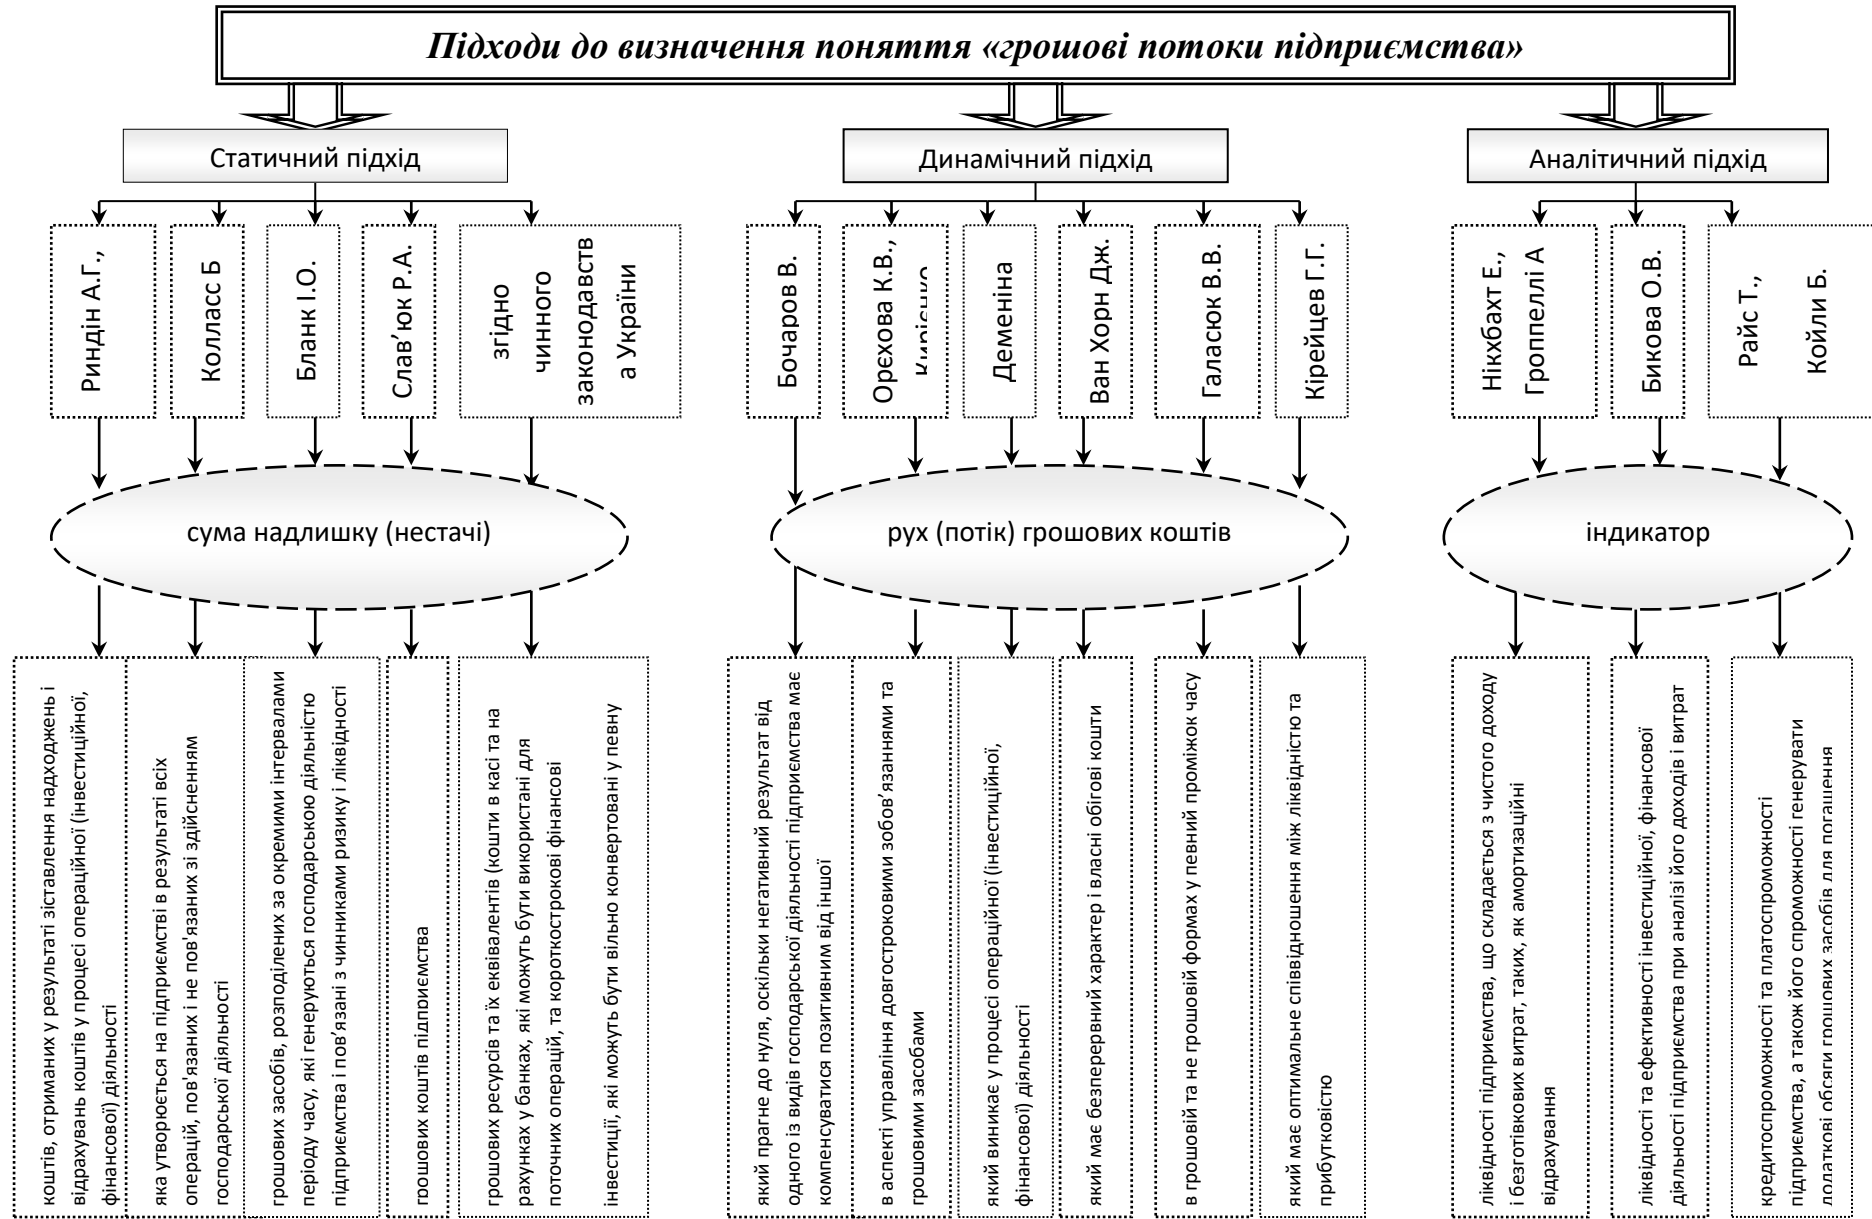 Підходи до визначення поняття «грошові потоки підприємства»
Статичний підхід
Динамічний підхід
Аналітичний підхід
Риндін А.Г.,
Колласс Б
Бланк І.О.
Слав’юк Р.А.
згідно
чинного
законодавств
а України
Бочаров В.
Орєхова К.В.,
Кирієнко
Деменіна
Ван Хорн Дж.
Галасюк В.В.
Кірейцев Г.Г.
Нікхбахт Е.,
Гроппеллі А
Бикова О.В.
Райс Т.,
Койли Б.
сума надлишку (нестачі)
рух (потік) грошових коштів
індикатор
коштів, отриманих у результаті зіставлення надходжень і
відрахувань коштів у процесі операційної (інвестиційної,
фінансової) діяльності
яка утворюється на підприємстві в результаті всіх
операцій, пов'язаних і не пов'язаних зі здійсненням
господарської діяльності
грошових засобів, розподілених за окремими інтервалами
періоду часу, які генеруються господарською діяльністю
підприємства і пов’язані з чинниками ризику і ліквідності
грошових коштів підприємства
грошових ресурсів та їх еквівалентів (кошти в касі та на
рахунках у банках, які можуть бути використані для
поточних операцій, та короткострокові фінансові
інвестиції, які можуть бути вільно конвертовані у певну
який прагне до нуля, оскільки негативний результат від
одного із видів господарської діяльності підприємства має
компенсуватися позитивним від іншої
в аспекті управління довгостроковими зобов’язаннями та
грошовими засобами
який виникає у процесі операційної (інвестиційної,
фінансової) діяльності
який має безперервний характер і власні обігові кошти
в грошовій та не грошовій формах у певний проміжок часу
який має оптимальне співвідношення між ліквідністю та
прибутковістю
ліквідності підприємства, що складається з чистого доходу
і безготівкових витрат, таких, як амортизаційні
відрахування
ліквідності та ефективності інвестиційної, фінансової
діяльності підприємства при аналізі його доходів і витрат
кредитоспроможності та платоспроможності
підприємства, а також його спроможності генерувати
додаткові обсяги грошових засобів для погашення